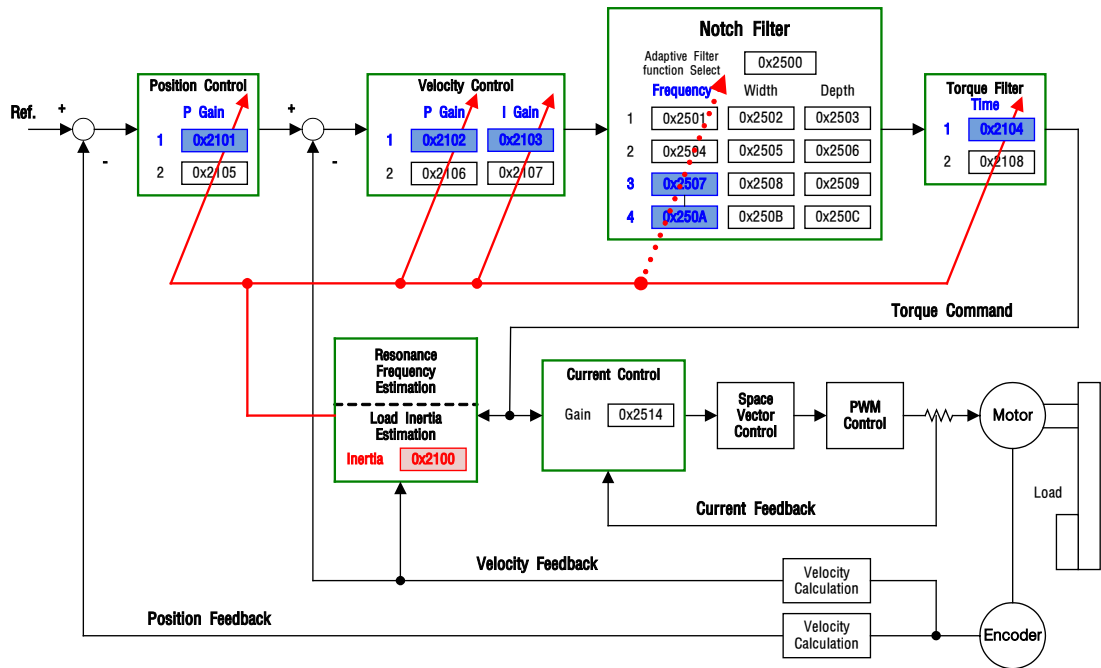 Notch Filter
Adaptive Filter
function Select
0x2500
Frequency
Width
Depth
1
0x2501
0x2502
0x2503
2
0x2504
0x2505
0x2506
3
0x2507
0x2508
0x2509
4
0x250A
0x250B
0x250C
Ref.
+
-
Position Control
P Gain
1
0x2101
2
0x2105
+
-
Velocity Control
P Gain
I Gain
1
0x2102
0x2103
2
0x2106
0x2107
Torque Filter
Time
1
0x2104
2
0x2108
Torque Command
Resonance
Frequency
Estimation
Load Inertia
Estimation
Inertia
0x2100
Current Control
Gain
0x2514
Space
Vector
Control
PWM
Control
Motor
Load
Current Feedback
Velocity Feedback
Velocity
Calculation
Position Feedback
Velocity
Calculation
Encoder